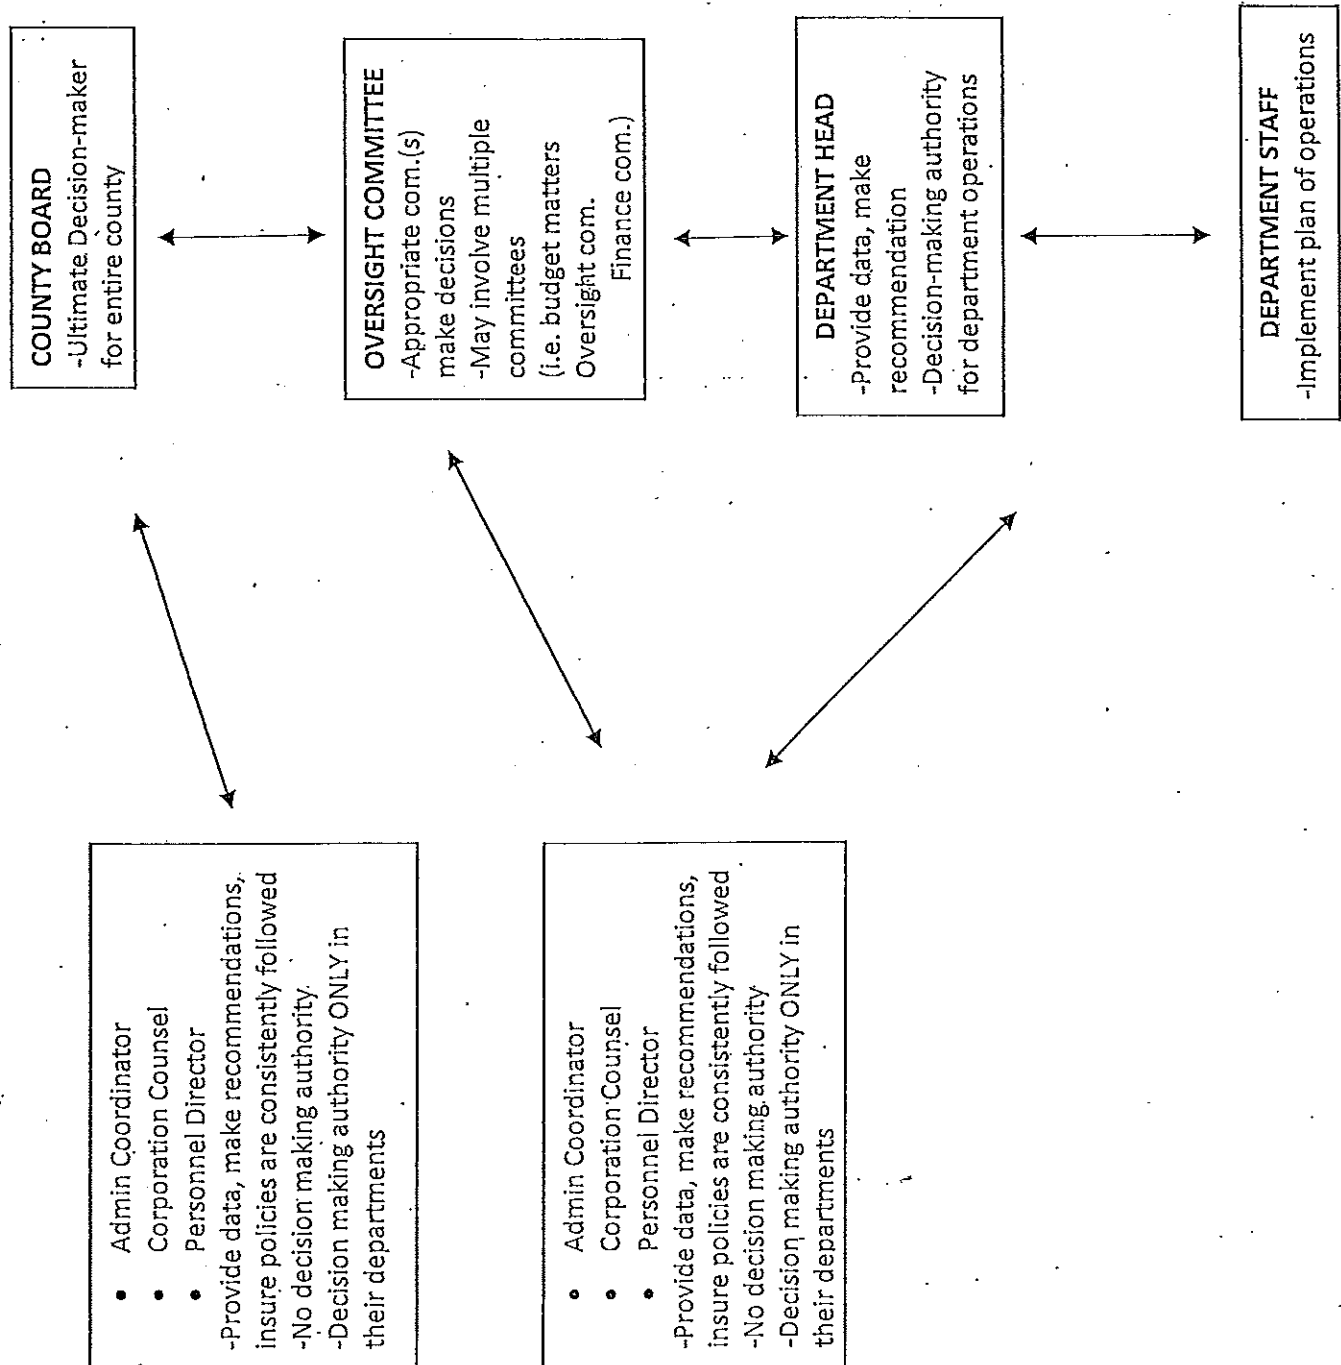 COUNTY BOARD
-Ultimate Decision-maker
for entire county
OVERSIGHT COMMITTEE
-Appropriate com.(s)
make decisions
-May involve multiple
committees
(i.e. budget matters
Oversight com.
Finance com.)
DEPARTMENT HEAD
-Provide data, make
recommendation
-Decision-making authority
for department operations
DEPARTMENT STAFF
-Implement plan of operations
• Admin Coordinator
• Corporation Counsel
• Personnel Director
-Provide data, make recommendations,
insure policies are consistently followed
-No decision making authority.
-Decision making authority ONLY in
their departments
• Admin Coordinator
• Corporation Counsel
• Personnel Director
-Provide data, make recommendations,
insure policies are consistently followed
-No decision making authority
-Decision making authority ONLY in
their departments